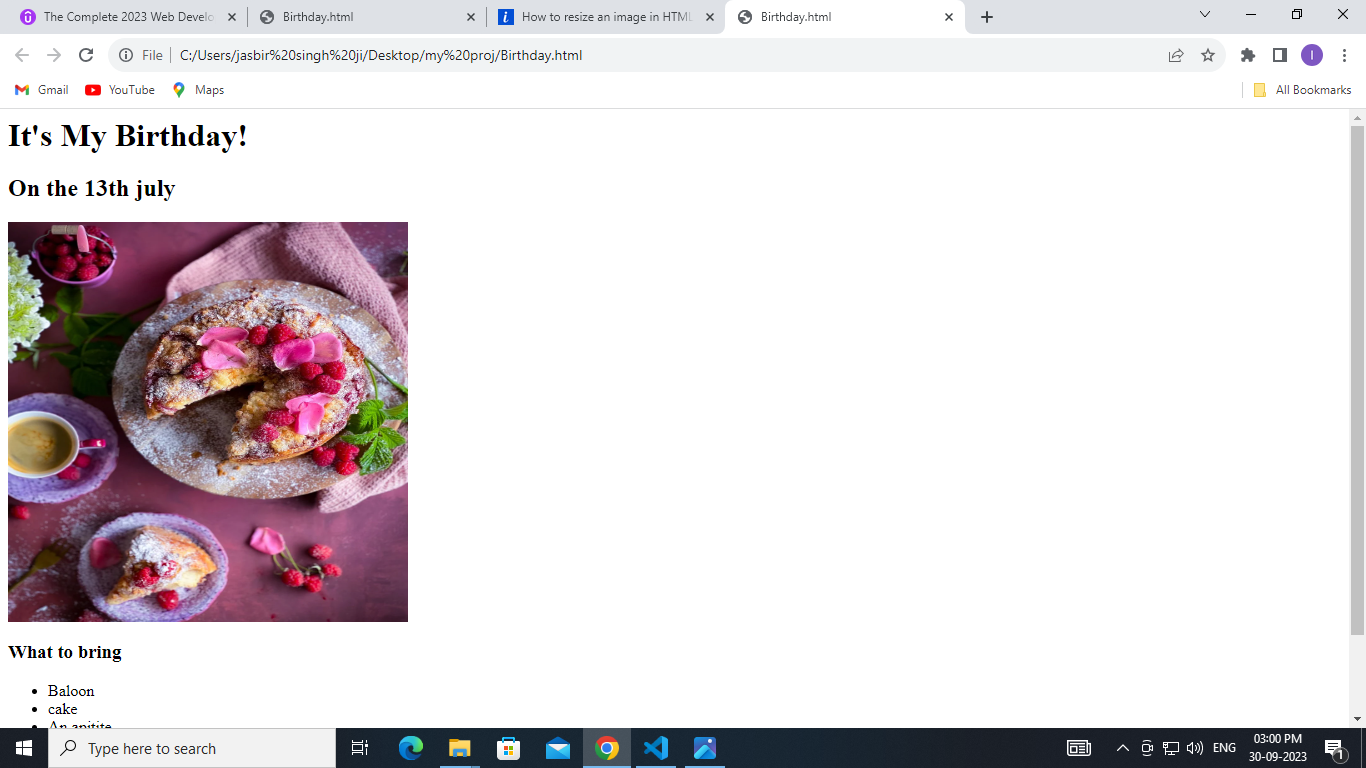 The Complete 2023 Web Develo
Birthday.html
How to resize an image in HTML
Birthday.html
File
C:/Users/jasbir%20singh%20ji/Desktop/my%20proj/Birthday.html
I
Gmail
YouTube
Maps
All Bookmarks
It's My Birthday!
On the 13th july
What to bring
Baloon
cake
An apitite
Type here to search
ENG
03:00 PM
30-09-2023
1